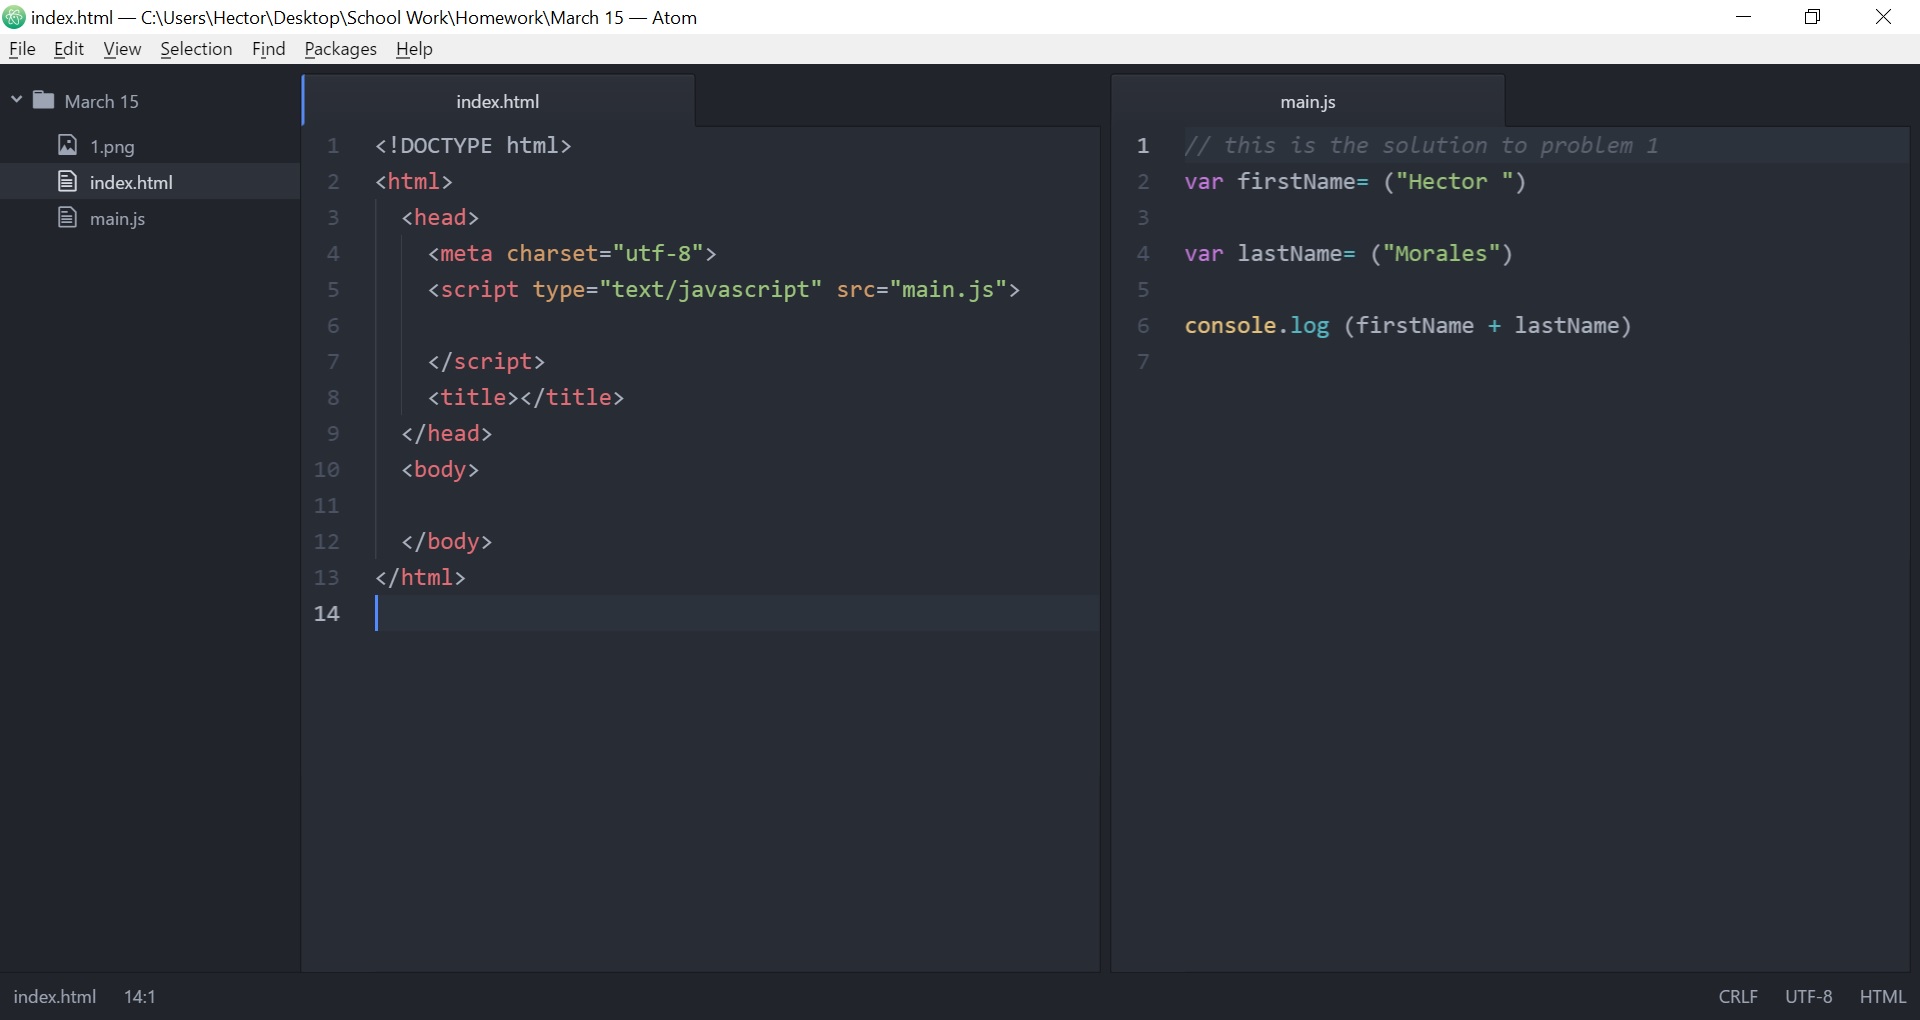 index.html — C:\Users\Hector\Desktop\School Work\Homework\March 15 — Atom
File Edit View Selection Find Packages Help
March 15
1.png
index.html
main.js
index.html
1 <!DOCTYPE html>
2 <html>
3 <head>
4 <meta charset="utf-8">
5 <script type="text/javascript" src="main.js">
6
7 </script>
8 <title></title>
9 </head>
10 <body>
11
12 </body>
13 </html>
14
main.js
1 // this is the solution to problem 1
2 var firstName= ("Hector ")
3
4 var lastName= ("Morales")
5
6 console.log (firstName + lastName)
7
index.html 14:1 CRLF UTF-8 HTML